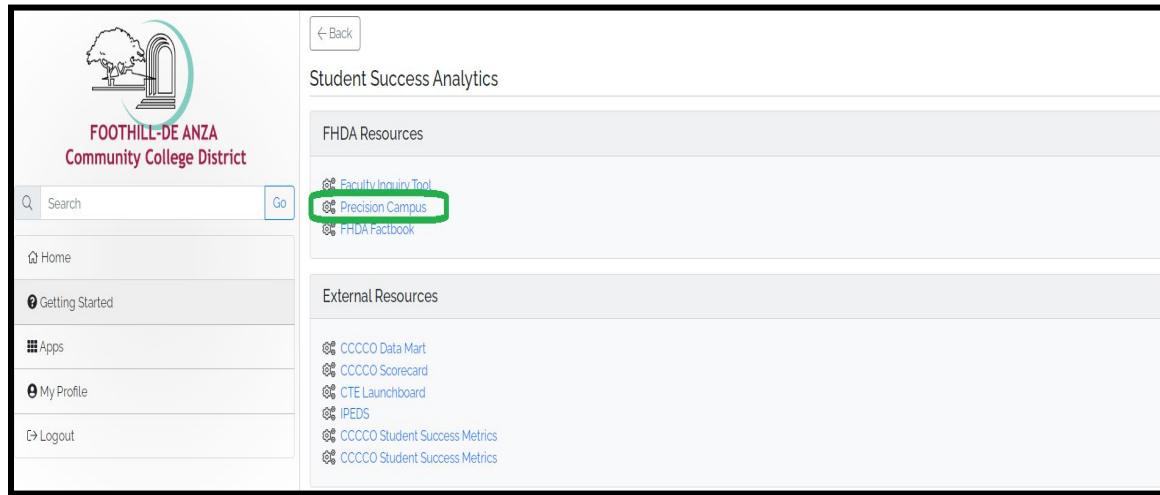 FOOTHILL-DE ANZA
Community College District
Search
Go
Home
Getting Started
Apps
My Profile
Logout
Back
Student Success Analytics
FHDA Resources
Faculty Inquiry Tool
Precision Campus
FHDA Factbook
External Resources
CCCCO Data Mart
CCCCO Scorecard
CTE Launchboard
IPEDS
CCCCO Student Success Metrics
CCCCO Student Success Metrics